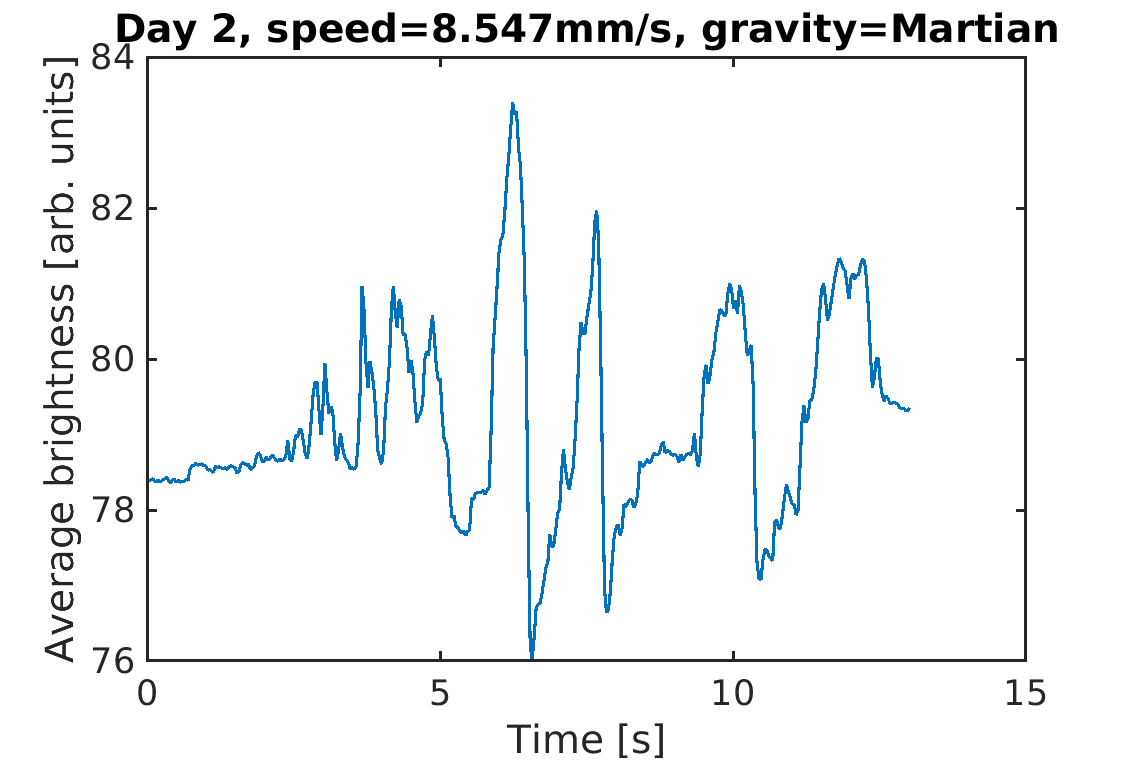 Day 2, speed=8.547mm/s, gravity=Martian
Average brightness [arb. units]
84
82
80
78
76
0 5 10 15
Time [s]